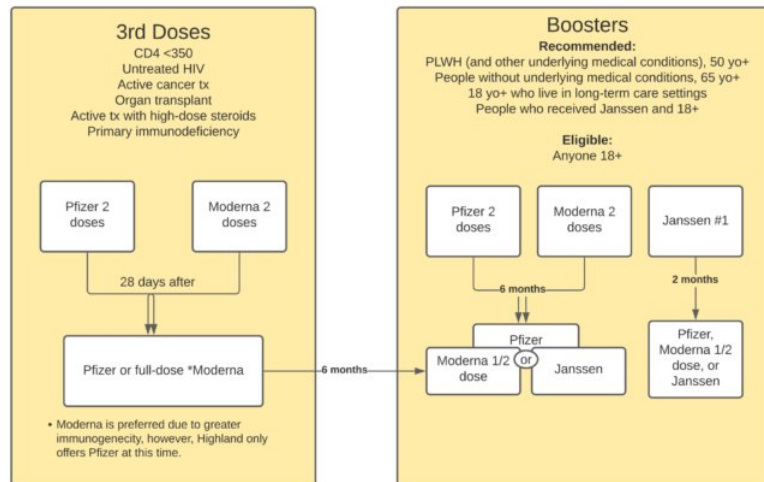 3rd Doses
CD4 <350
Untreated HIV
Active cancer tx
Organ transplant
Active tx with high-dose steroids
Primary immunodeficiency
Pfizer 2
doses
Moderna 2
doses
28 days after
Pfizer or full-dose *Moderna
• Moderna is preferred due to greater
immunogenecity, however, Highland only
offers Pfizer at this time.
6 months
Boosters
Recommended:
PLWH (and other underlying medical conditions), 50 yo+
People without underlying medical conditions, 65 yo+
18 yo+ who live in long-term care settings
People who received Janssen and 18+
Eligible:
Anyone 18+
Pfizer 2
doses
Moderna 2
doses
Janssen #1
6 months
2 months
Pfizer
or
Moderna 1/2
dose
Janssen
Pfizer,
Moderna 1/2
dose, or
Janssen